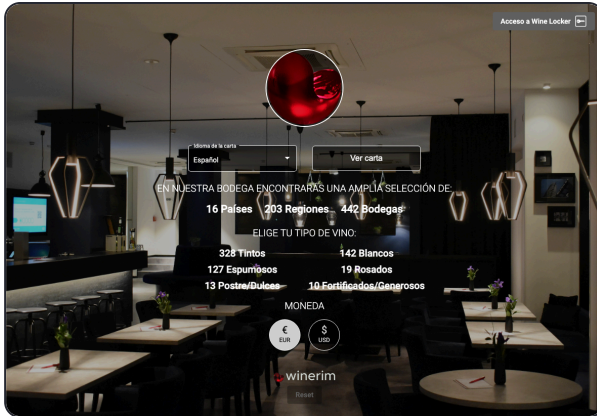 Acceso a Wine Locker
Idioma de la carta
Español
Ver carta
EN NUESTRA BODEGA ENCONTRARAS UNA AMPLIA SELECCIÓN DE:
16 Países 203 Regiones 442 Bodegas
ELIGE TU TIPO DE VINO:
328 Tintos 142 Blancos
127 Espumosos 19 Rosados
13 Postre/Dulces 10 Fortificados/Generosos
MONEDA
€ $
EUR USD
winerim
Reset